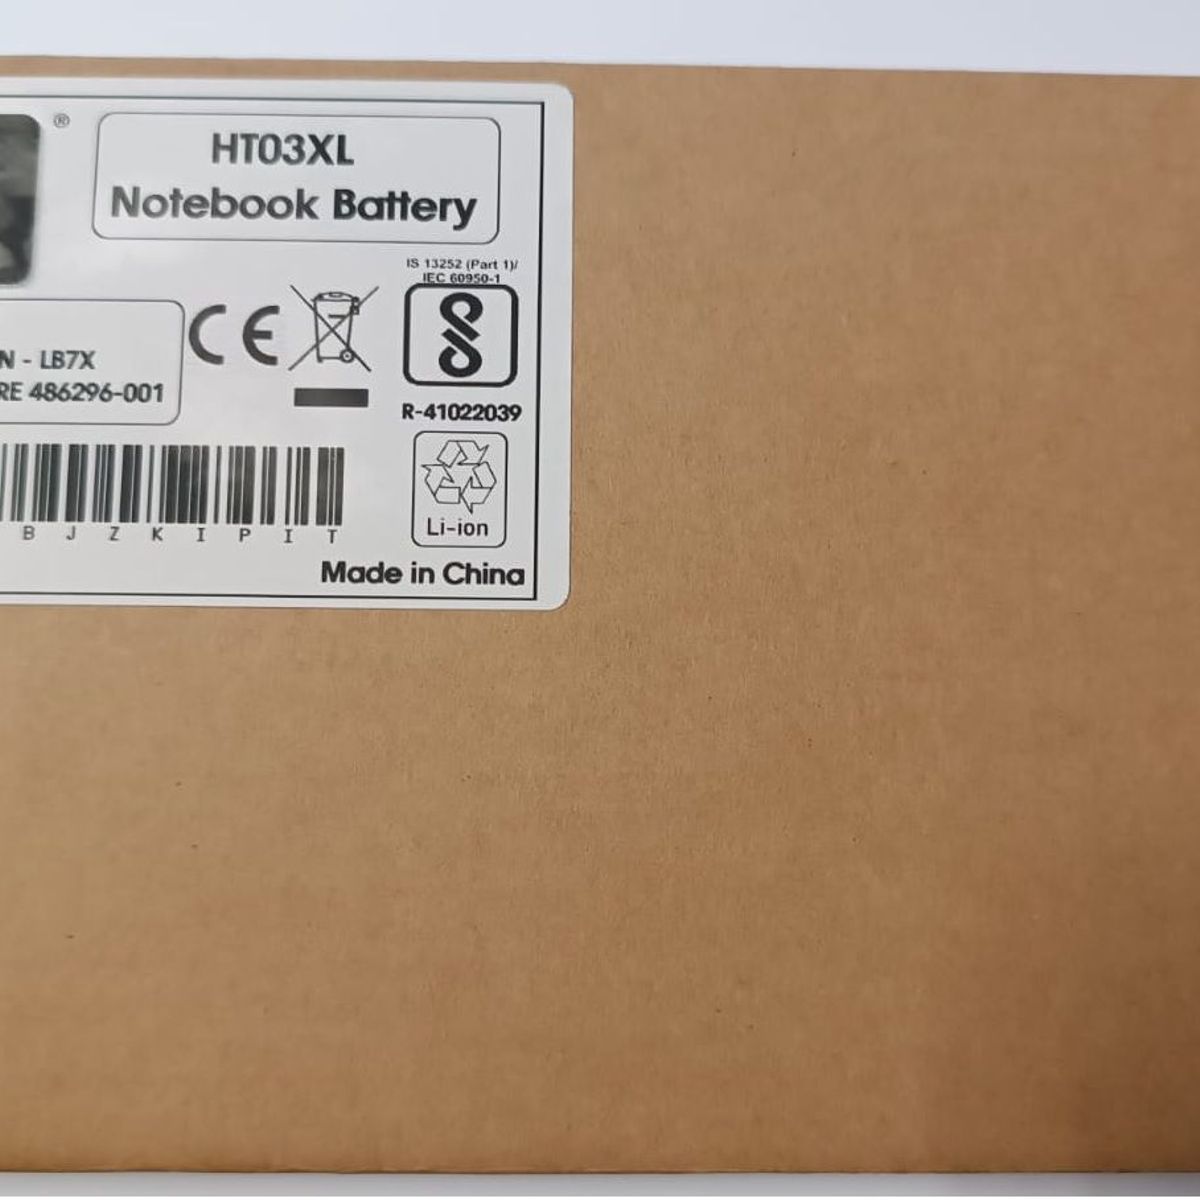 ®
HT03XL
Notebook Battery
IS 13252 (Part 1)/
IEC 60950-1
CE
N - LB7X
RE 486296-001
R-41022039
B J Z K I P I T
Li-ion
Made in China